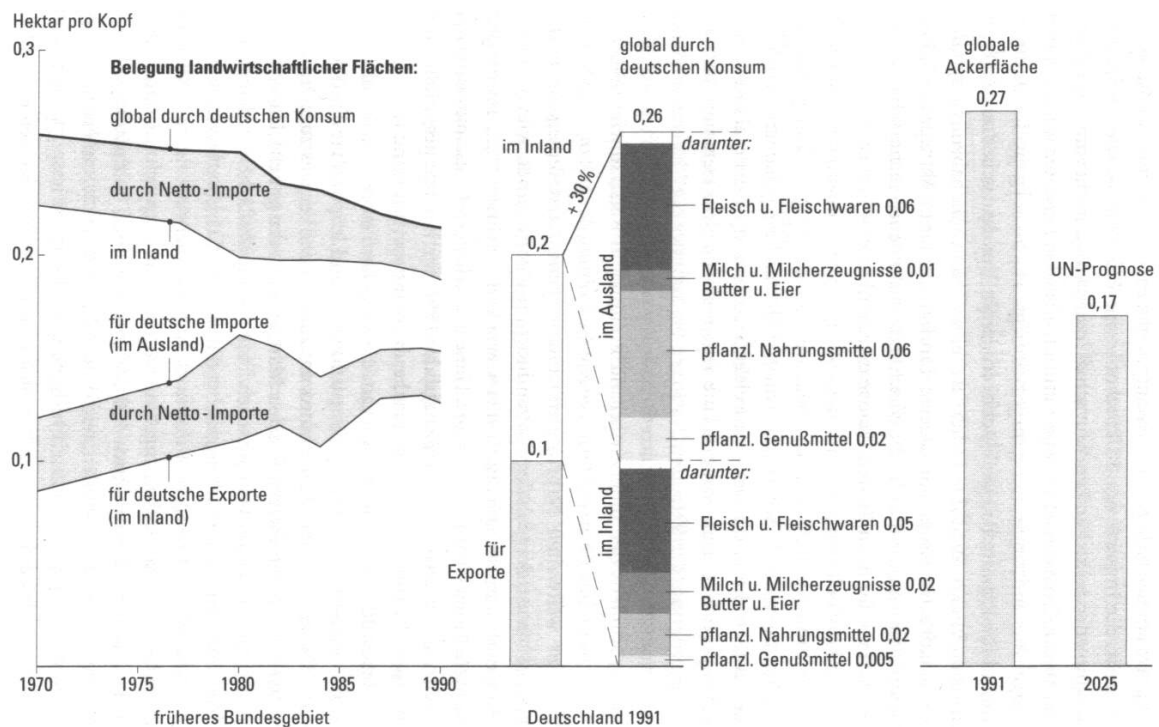 Hektar pro Kopf
0,3
0,2
0,1
0
1970
1975
1980
1985
1990
früheres Bundesgebiet
Belegung landwirtschaftlicher Flächen:
global durch deutschen Konsum
durch Netto-Importe
im Inland
für deutsche Importe
(im Ausland)
durch Netto-Importe
für deutsche Exporte
(im Inland)
im Inland
+ 30%
0,2
0,1
für
Exporte
Deutschland 1991
global durch
deutschen Konsum
0,26
im Ausland
darunter:
Fleisch u. Fleischwaren 0,06
Milch u. Milcherzeugnisse 0,01
Butter u. Eier
pflanzl. Nahrungsmittel 0,06
pflanzl. Genußmittel 0,02
im Inland
darunter:
Fleisch u. Fleischwaren 0,05
Milch u. Milcherzeugnisse 0,02
Butter u. Eier
pflanzl. Nahrungsmittel 0,02
pflanzl. Genußmittel 0,005
globale
Ackerfläche
0,27
UN-Prognose
0,17
1991
2025